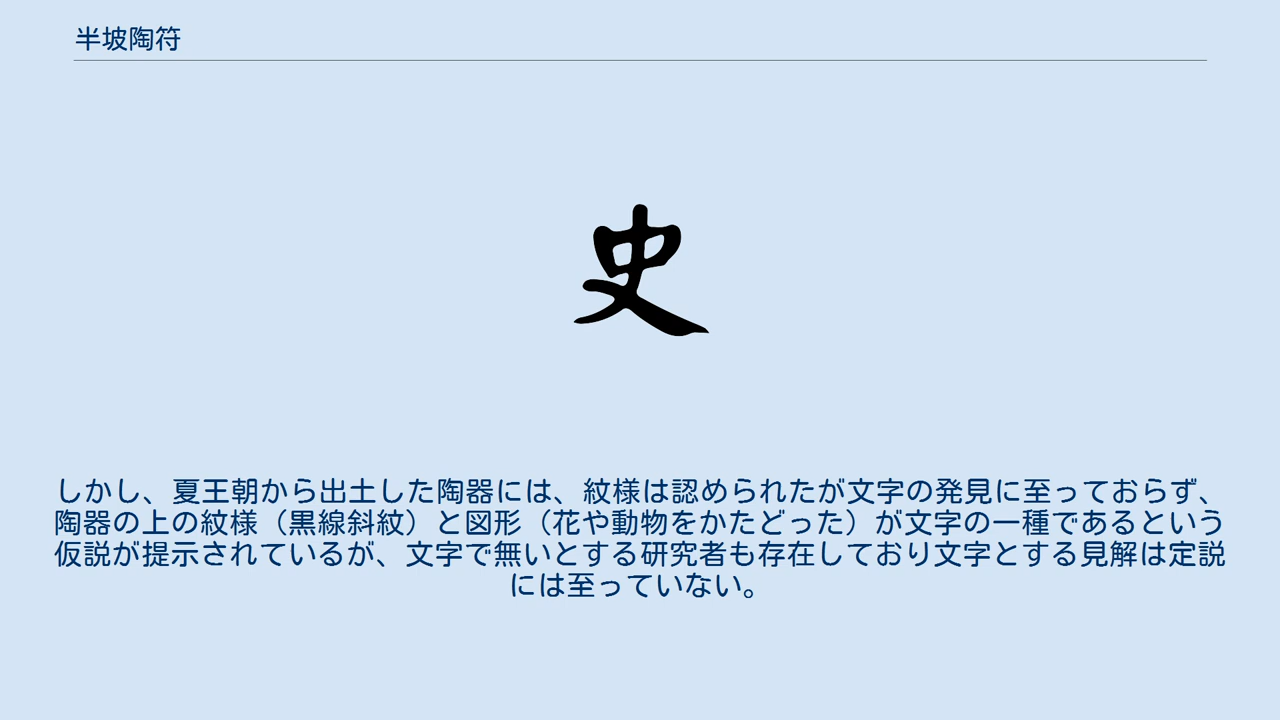 半坡陶符
史
しかし、夏王朝から出土した陶器には、紋様は認められたが文字の発見に至っておらず、
陶器の上の紋様（黒線斜紋）と図形（花や動物をかたどった）が文字の一種であるという
仮説が提示されているが、文字で無いとする研究者も存在しており文字とする見解は定説
には至っていない。